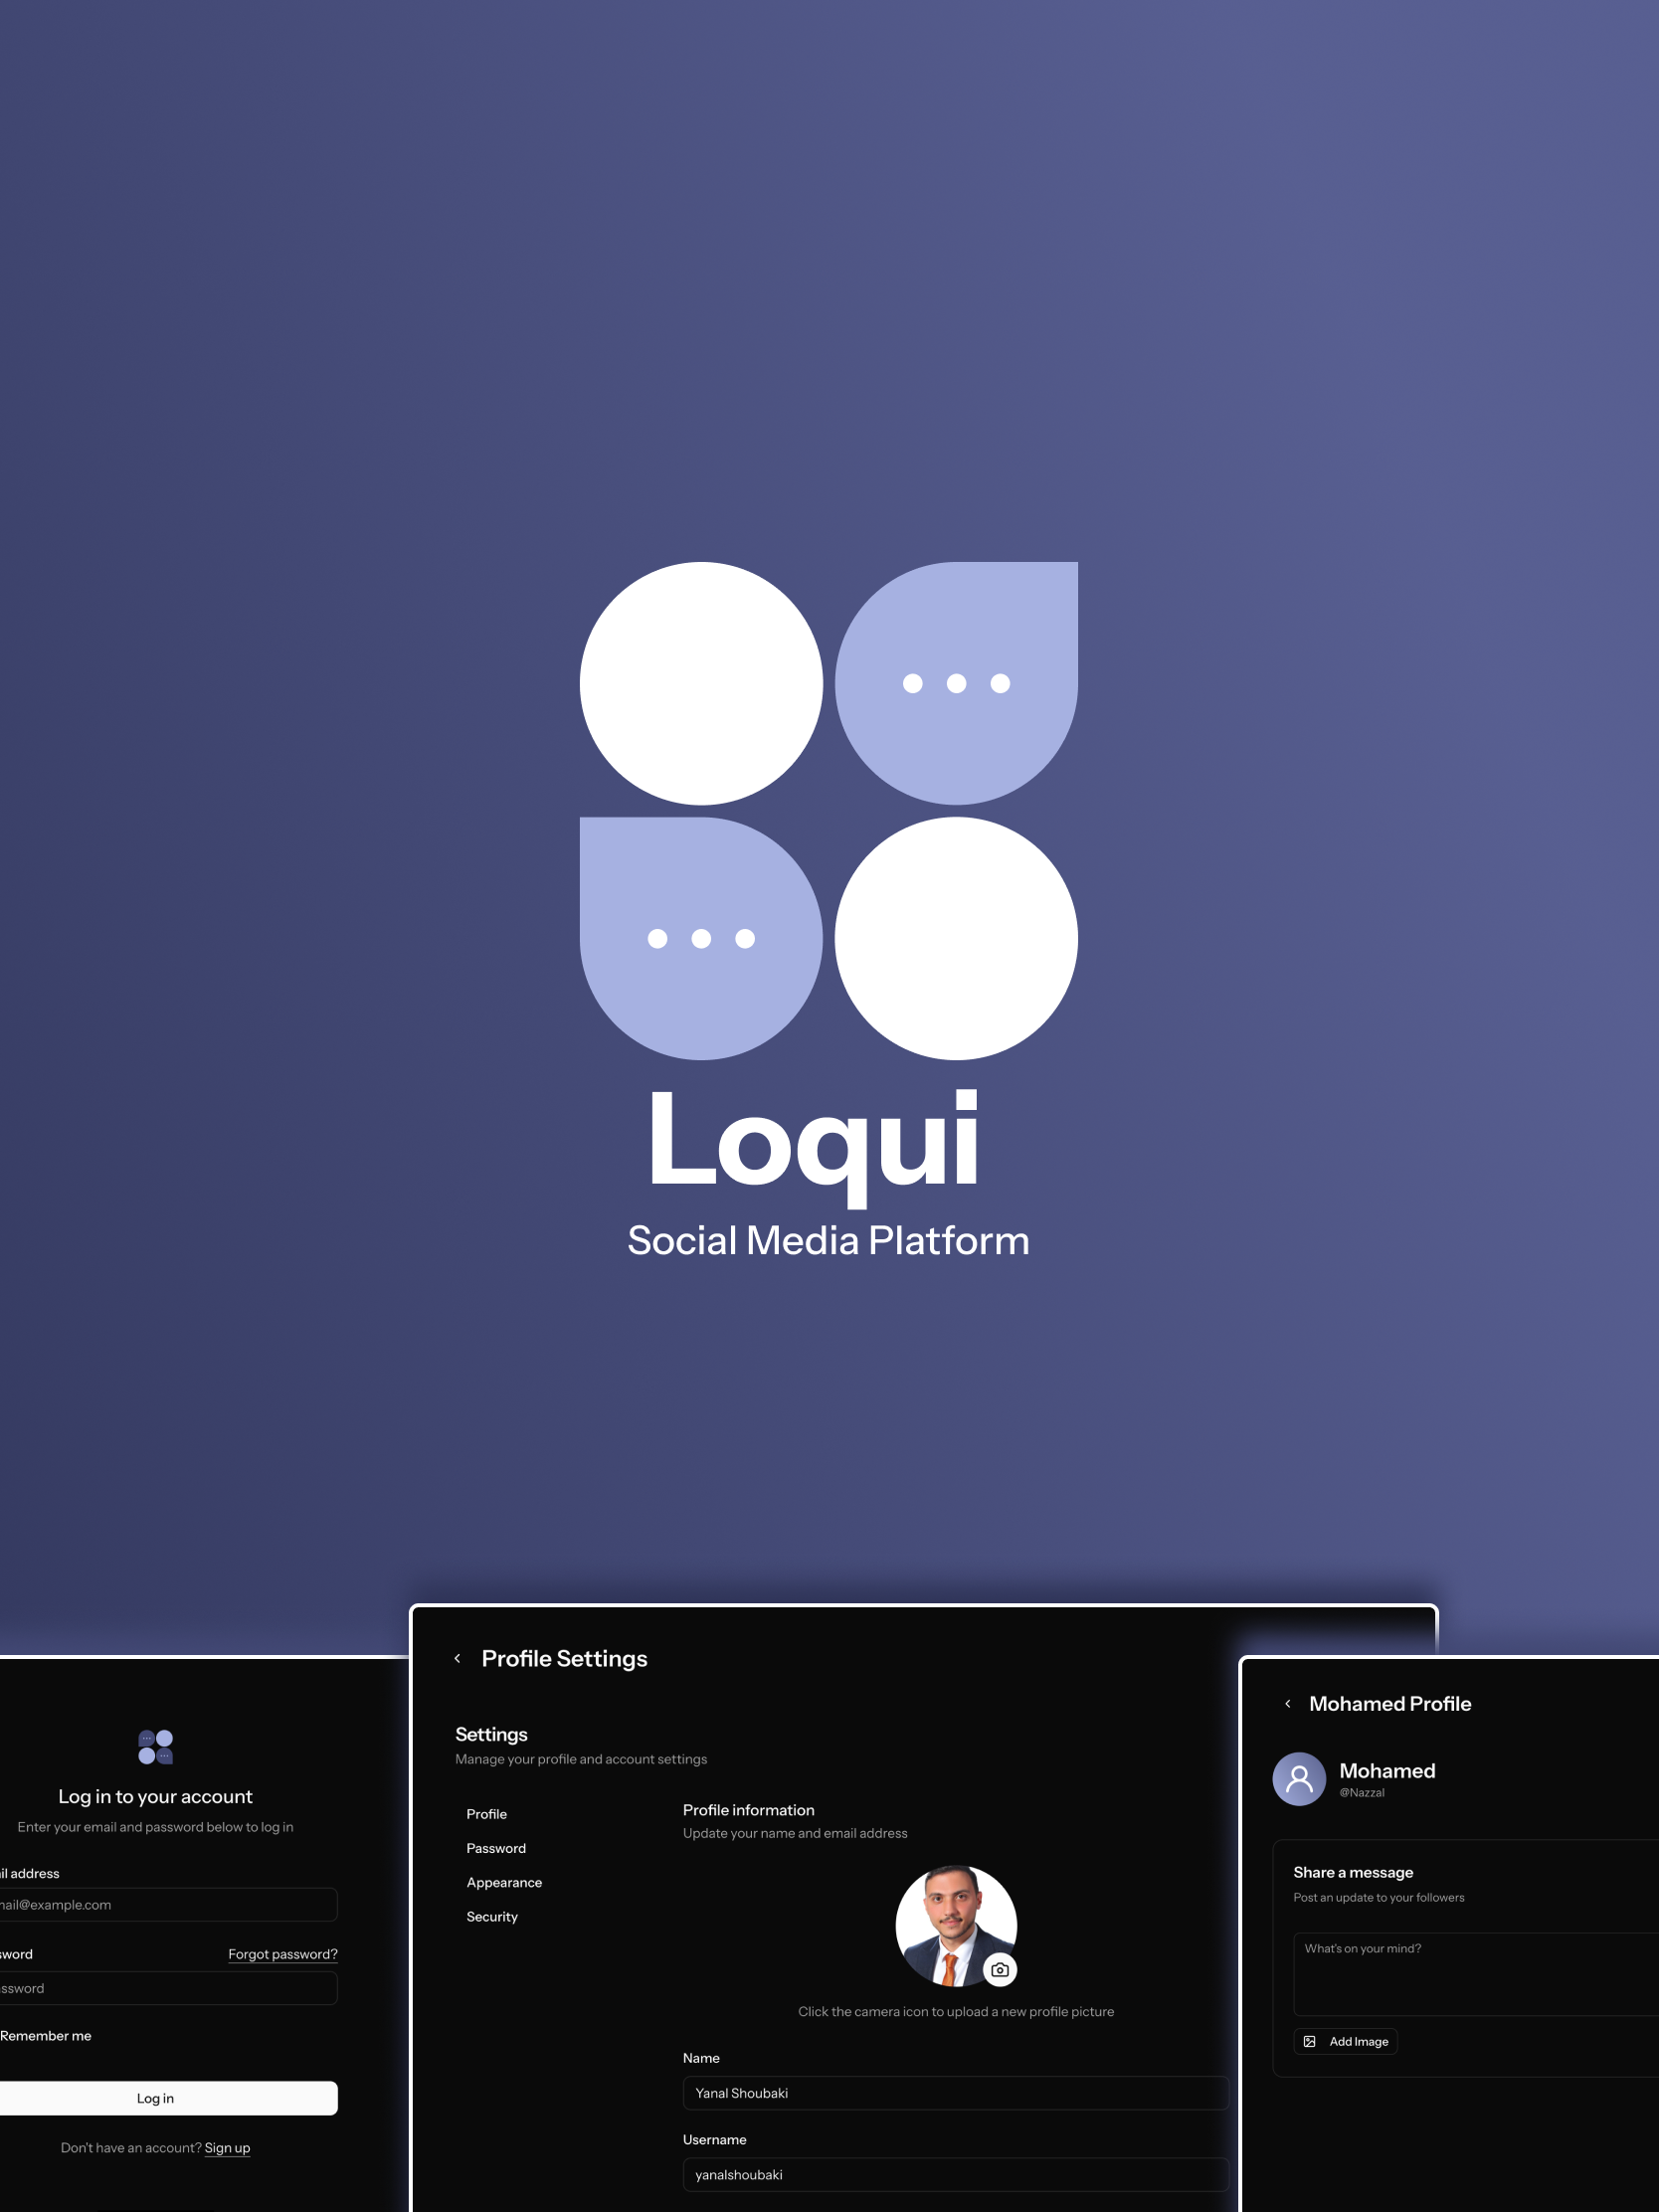 Loqui
Social Media Platform
Log in to your account
Enter your email and password below to log in
il address
nail@example.com
sword
Forgot password?
ssword
Remember me
Log in
Don't have an account? Sign up
Profile Settings
Settings
Manage your profile and account settings
Profile
Password
Appearance
Security
Profile information
Update your name and email address
Click the camera icon to upload a new profile picture
Name
Yanal Shoubaki
Username
yanalshoubaki
Mohamed Profile
Mohamed
@Nazzal
Share a message
Post an update to your followers
What's on your mind?
Add Image